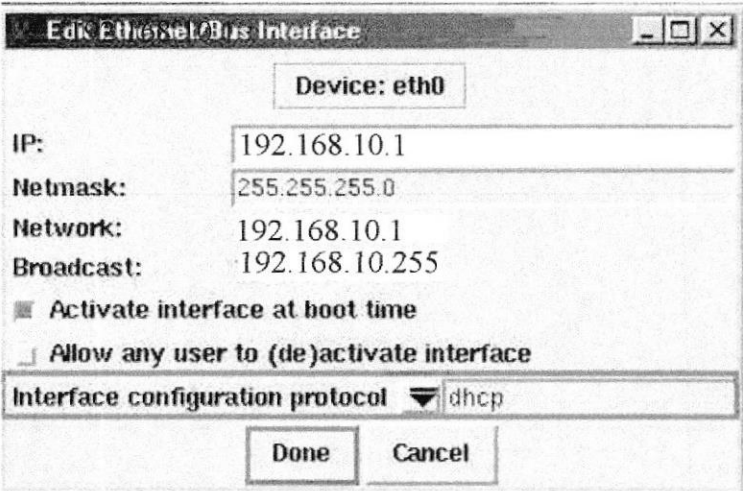 Edit Ethernet/Bus Interface
Device: eth0
IP: 192.168.10.1
Netmask: 255.255.255.0
Network: 192.168.10.1
Broadcast: 192.168.10.255
Activate interface at boot time
Allow any user to (de)activate interface
Interface configuration protocol dhcp
Done Cancel